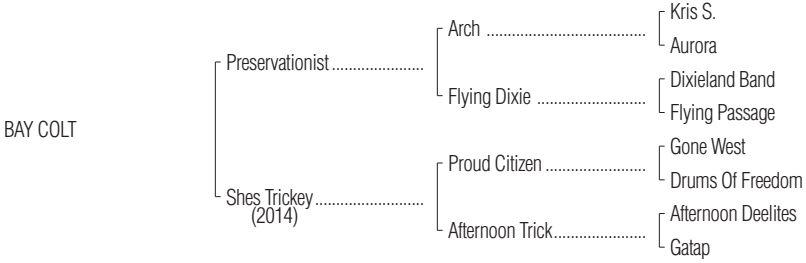 Kris S.
Arch ......................................
Aurora
Preservationist ......................
Dixieland Band
Flying Dixie ..........................
Flying Passage
BAY COLT
Gone West
Proud Citizen ........................
Drums Of Freedom
Shes Trickey ..........................
(2014)
Afternoon Deelites
Afternoon Trick......................
Gatap